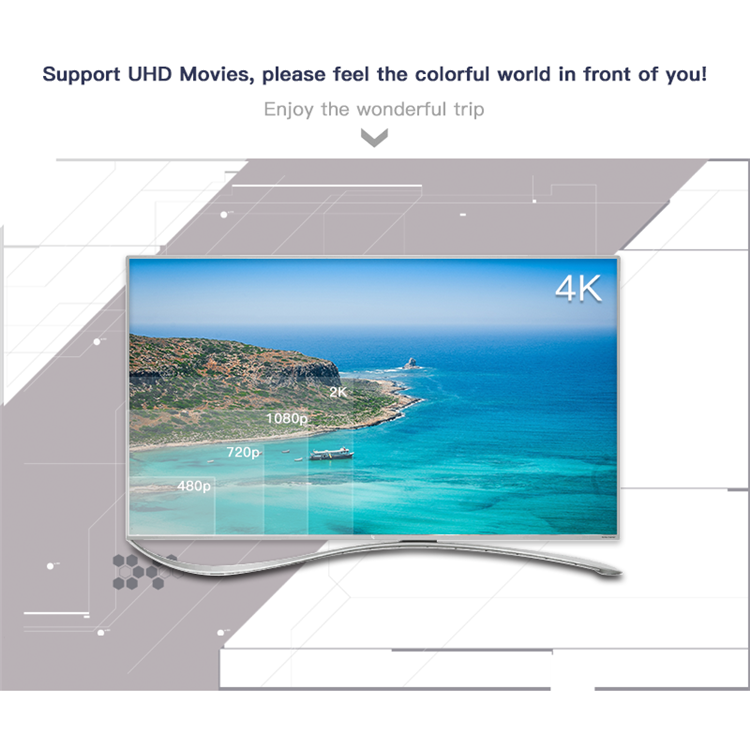 Support UHD Movies, please feel the colorful world in front of you!
Enjoy the wonderful trip
4K
2K
1080p
720p
480p